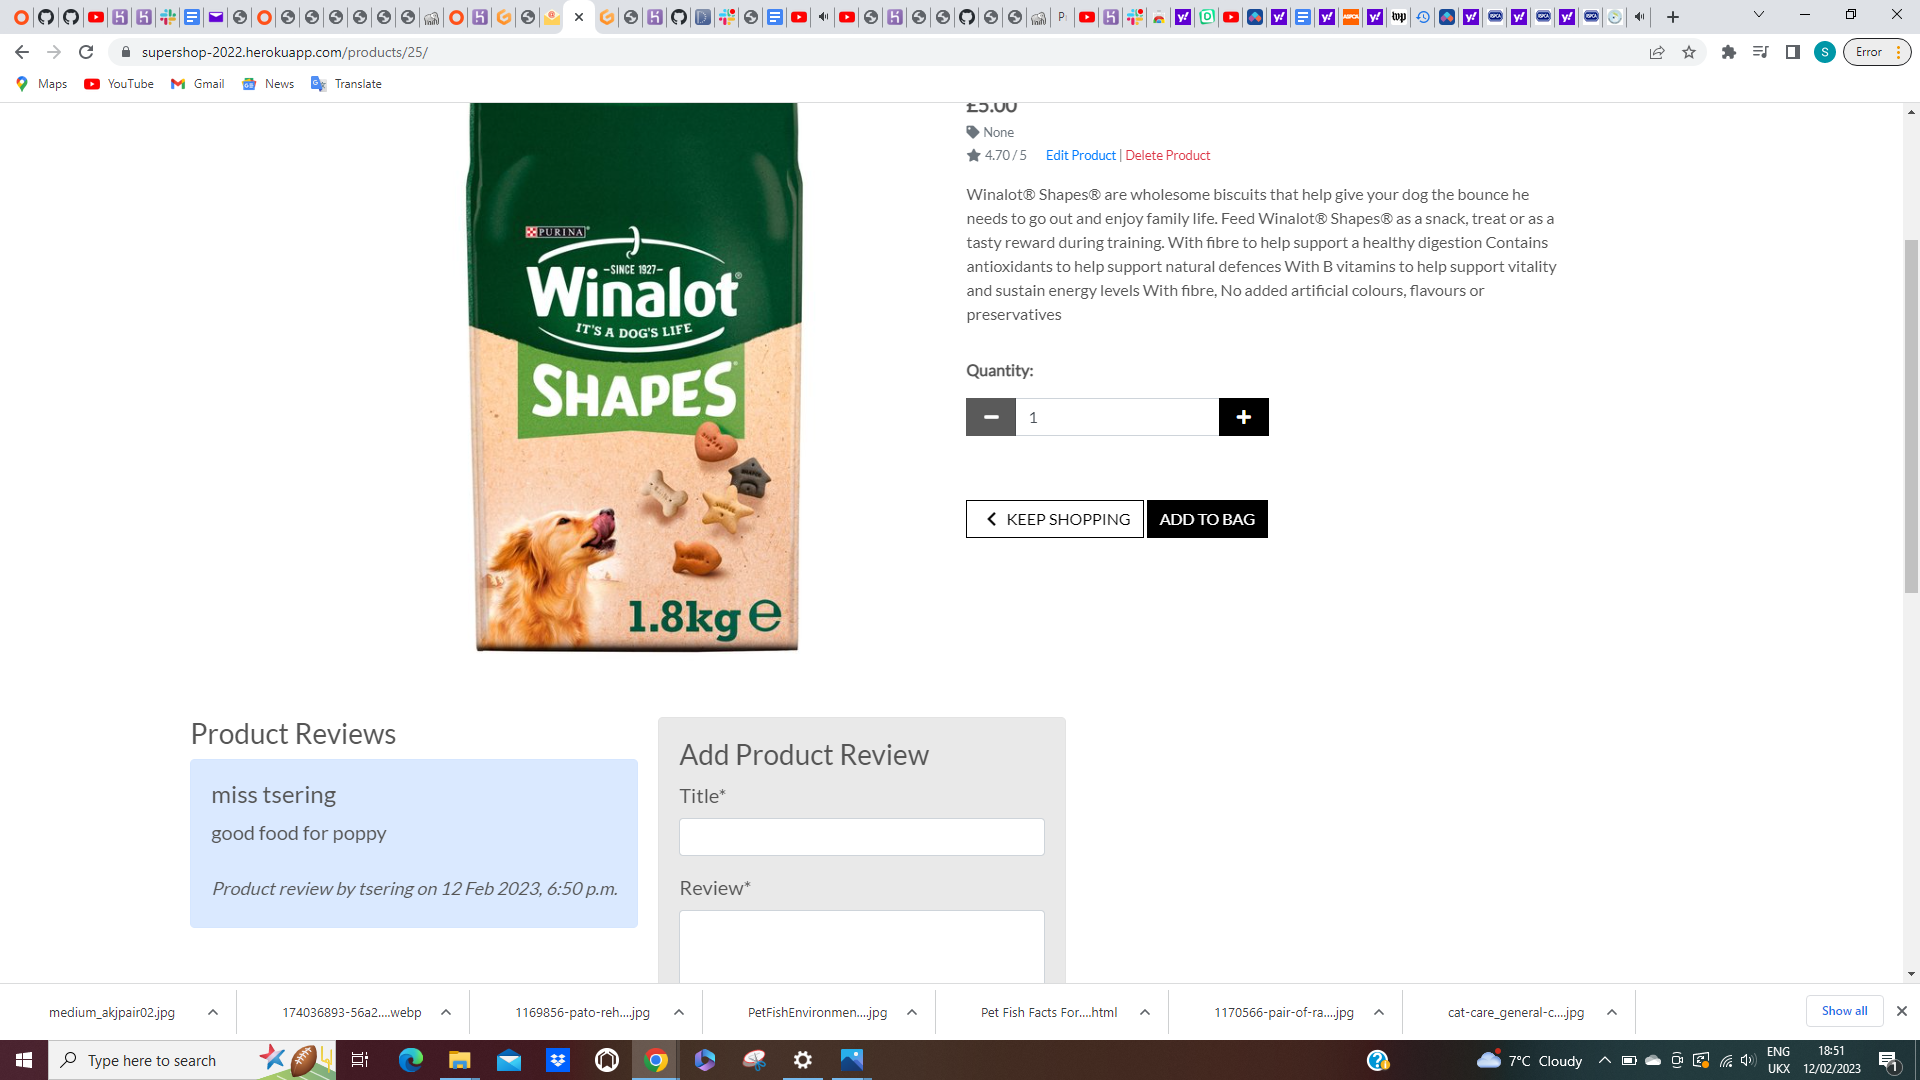 supershop-2022.herokuapp.com/products/25/
S
Error
Maps
YouTube
Gmail
News
Translate
£5.00
None
4.70 / 5 Edit Product | Delete Product
Winalot® Shapes® are wholesome biscuits that help give your dog the bounce he
needs to go out and enjoy family life. Feed Winalot® Shapes® as a snack, treat or as a
tasty reward during training. With fibre to help support a healthy digestion Contains
antioxidants to help support natural defences With B vitamins to help support vitality
and sustain energy levels With fibre, No added artificial colours, flavours or
preservatives
PURINA®
-SINCE 1927-
Winalot®
IT'S A DOG'S LIFE
SHAPES®
1.8kg e
Quantity:
1
KEEP SHOPPING
ADD TO BAG
Product Reviews
miss tsering
good food for poppy
Product review by tsering on 12 Feb 2023, 6:50 p.m.
Add Product Review
Title*
Review*
medium_akjpair02.jpg
174036893-56a2....webp
1169856-pato-reh....jpg
PetFishEnvironmen....jpg
Pet Fish Facts For....html
1170566-pair-of-ra....jpg
cat-care_general-c....jpg
Show all
Type here to search
7°C Cloudy
ENG
UKX
18:51
12/02/2023
1